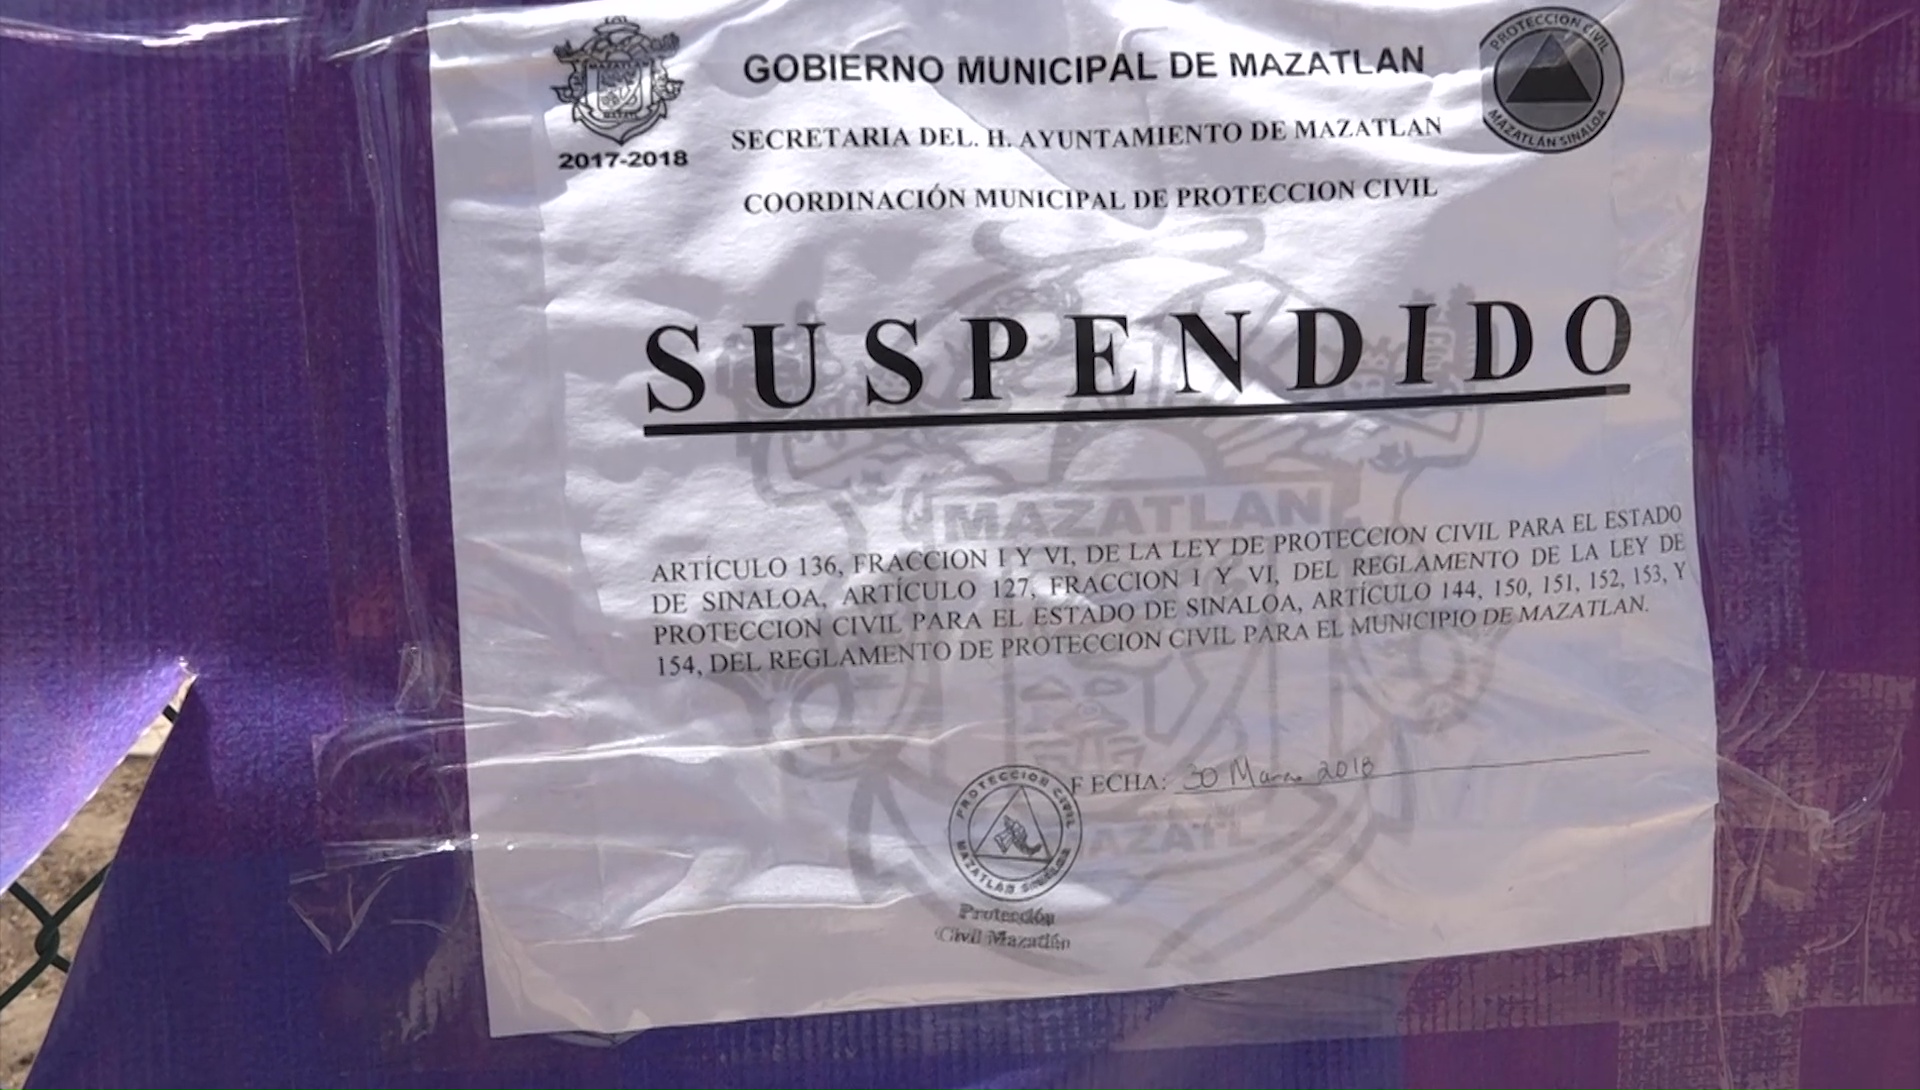 GOBIERNO MUNICIPAL DE MAZATLAN
SECRETARIA DEL. H. AYUNTAMIENTO DE MAZATLAN
COORDINACIÓN MUNICIPAL DE PROTECCION CIVIL
MAZATLAN
MAZATL
2017-2018
PROTECCION CIVIL
MAZATLÁN SINALOA
SUSPENDIDO
MAZATLAN
ARTÍCULO 136, FRACCION I Y VI, DE LA LEY DE PROTECCION CIVIL PARA EL ESTADO
DE SINALOA, ARTÍCULO 127, FRACCION I Y VI, DEL REGLAMENTO DE LA LEY DE
PROTECCION CIVIL PARA EL ESTADO DE SINALOA, ARTÍCULO 144, 150, 151, 152, 153, Y
154, DEL REGLAMENTO DE PROTECCION CIVIL PARA EL MUNICIPIO DE MAZATLAN.
FECHA: 30 Marzo 2018
MAZATL
PROTECCION CIVIL
MAZATLAN SINALOA
Protección
Civil Mazatlán